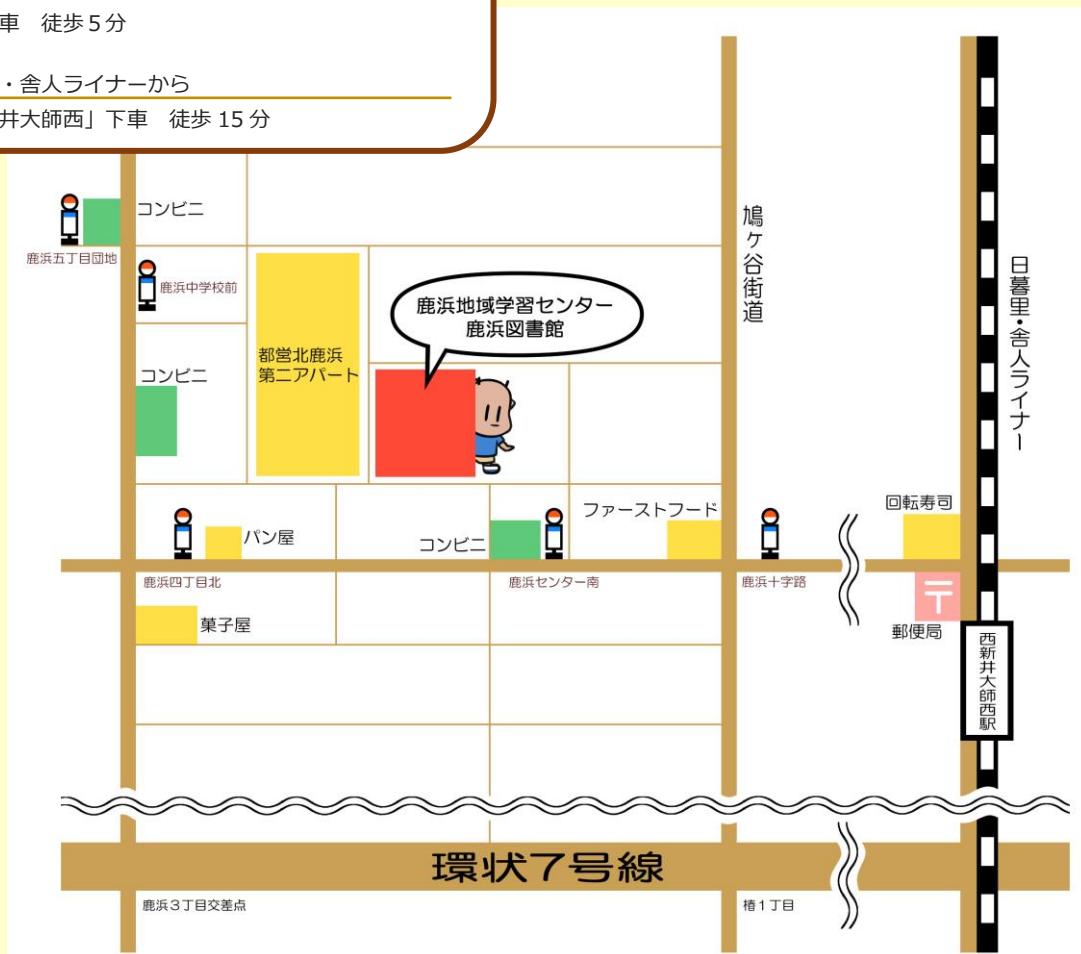 車 徒歩5分
・舎人ライナーから
井大師西」下車 徒歩 15 分
コンビニ
鹿浜五丁目団地
鹿浜中学校前
鹿浜地域学習センター
鹿浜図書館
鳩ヶ谷街道
日暮里・舎人ライナー
都営北鹿浜
第二アパート
コンビニ
パン屋
コンビニ
ファーストフード
回転寿司
鹿浜四丁目北
鹿浜センター南
鹿浜十字路
菓子屋
〒
郵便局
西新井大師西駅
環状7号線
鹿浜3丁目交差点
椿1丁目